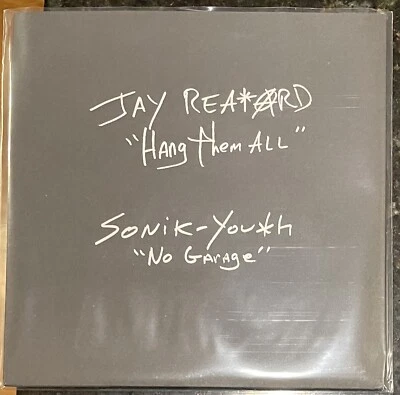 JAY REA*ARD
"Hang Them ALL"
SONiK-YOU*h
"No GARAge"